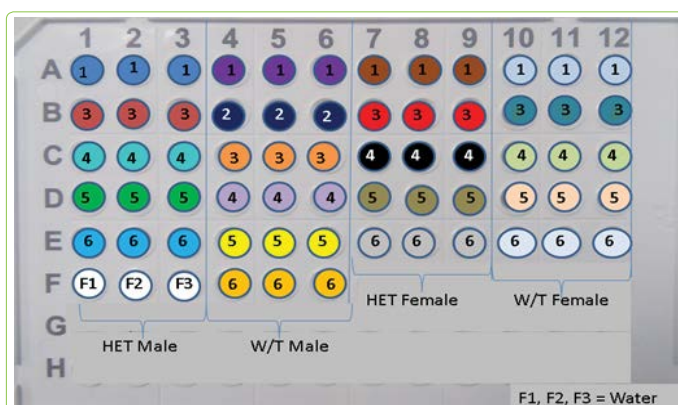 1 2 3 4 5 6 7 8 9 10 11 12
A 1 1 1 1 1 1 1 1 1 1 1 1
B 3 3 3 2 2 2 3 3 3 3 3 3
C 4 4 4 3 3 3 4 4 4 4 4 4
D 5 5 5 4 4 4 5 5 5 5 5 5
E 6 6 6 5 5 5 6 6 6 6 6 6
F F1 F2 F3 6 6 6
HET Female W/T Female
G
HET Male W/T Male
H
F1, F2, F3 = Water